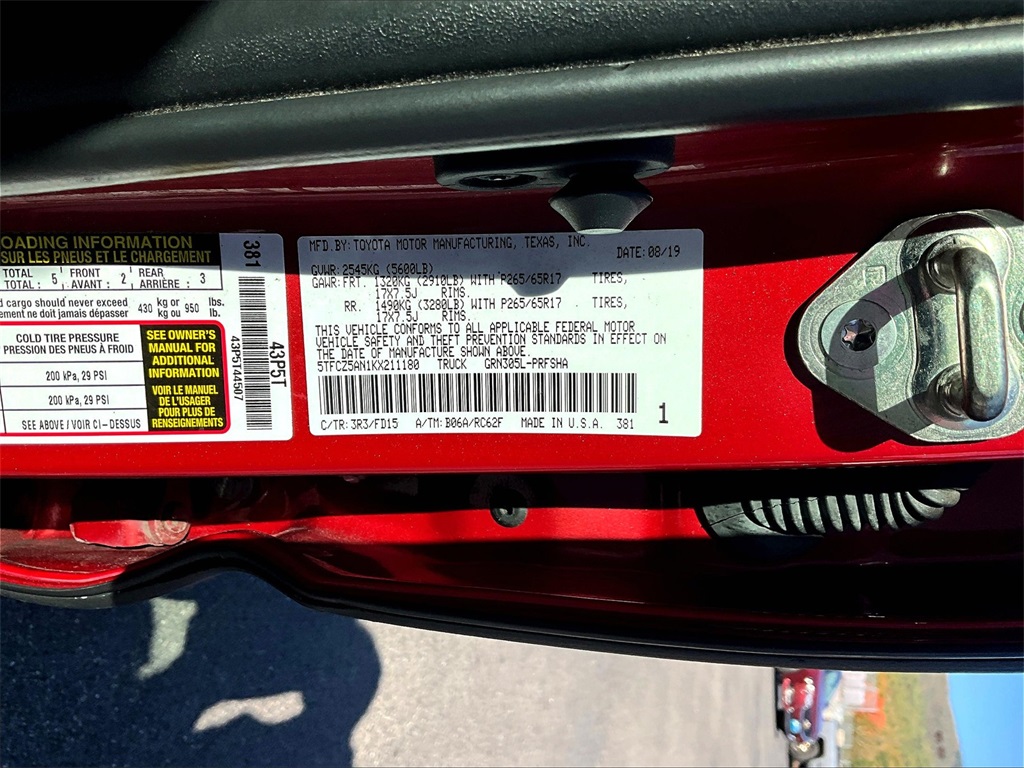 LOADING INFORMATION
SUR LES PNEUS ET LE CHARGEMENT
TOTAL : 5 FRONT : 2 REAR : 3
TOTAL AVANT ARRIÈRE
d cargo should never exceed 430 kg or 950 lbs.
ement ne doit jamais dépasser kg ou lb.
COLD TIRE PRESSURE
PRESSION DES PNEUS À FROID
200 kPa, 29 PSI
200 kPa, 29 PSI
SEE ABOVE / VOIR CI-DESSUS
SEE OWNER'S
MANUAL FOR
ADDITIONAL
INFORMATION
VOIR LE MANUEL
DE L'USAGER
POUR PLUS DE
RENSEIGNEMENTS
381
43P5T44507
43P5T
MFD.BY: TOYOTA MOTOR MANUFACTURING, TEXAS, INC. DATE: 08/19
GVWR: 2545KG (5600LB)
GAWR: FRT. 1320KG (2910LB) WITH P265/65R17 TIRES,
17X7.5J RIMS.
RR. 1490KG (3280LB) WITH P265/65R17 TIRES,
17X7.5J RIMS.
THIS VEHICLE CONFORMS TO ALL APPLICABLE FEDERAL MOTOR
VEHICLE SAFETY AND THEFT PREVENTION STANDARDS IN EFFECT
ON THE DATE OF MANUFACTURE SHOWN ABOVE.
5TFCZ5AN1KX211180 TRUCK GRN305L-PRFSHA
C/TR: 3R3/FD15 A/TM: B06A/RC62F MADE IN U.S.A. 381 1